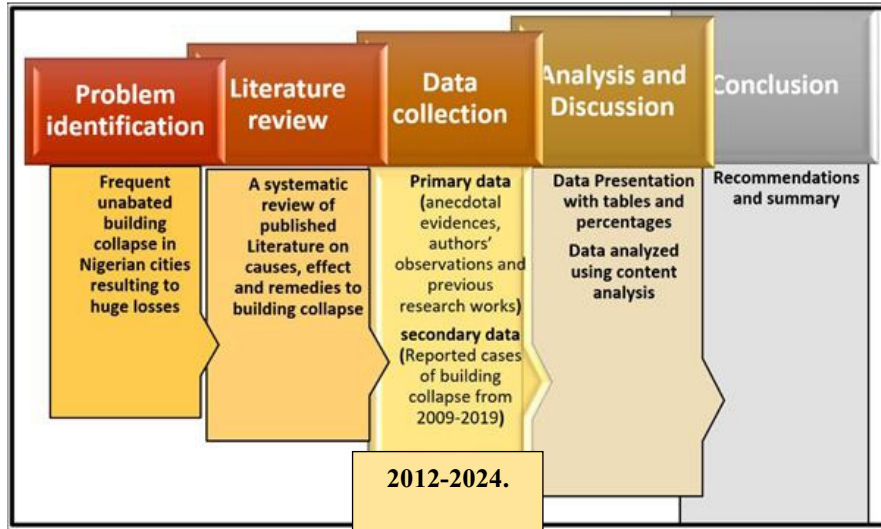 Problem
identification
Frequent
unabated
building
collapse in
Nigerian cities
resulting to
huge losses
Literature
review
A systematic
review of
published
Literature on
causes, effect
and remedies to
building collapse
Data
collection
Primary data
(anecdotal
evidences,
authors'
observations and
previous
research works)
secondary data
(Reported cases
of building
collapse from
2009-2019)
2012-2024.
Analysis and
Discussion
Data Presentation
with tables and
percentages
Data analyzed
using content
analysis
Conclusion
Recommendations
and summary